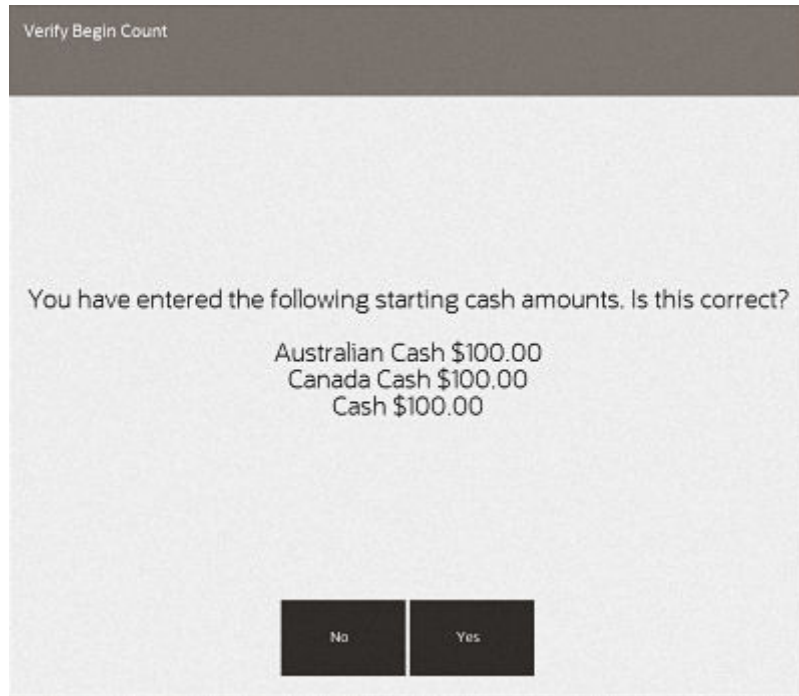 Verify Begin Count
You have entered the following starting cash amounts. Is this correct?
Australian Cash $100.00
Canada Cash $100.00
Cash $100.00
No
Yes